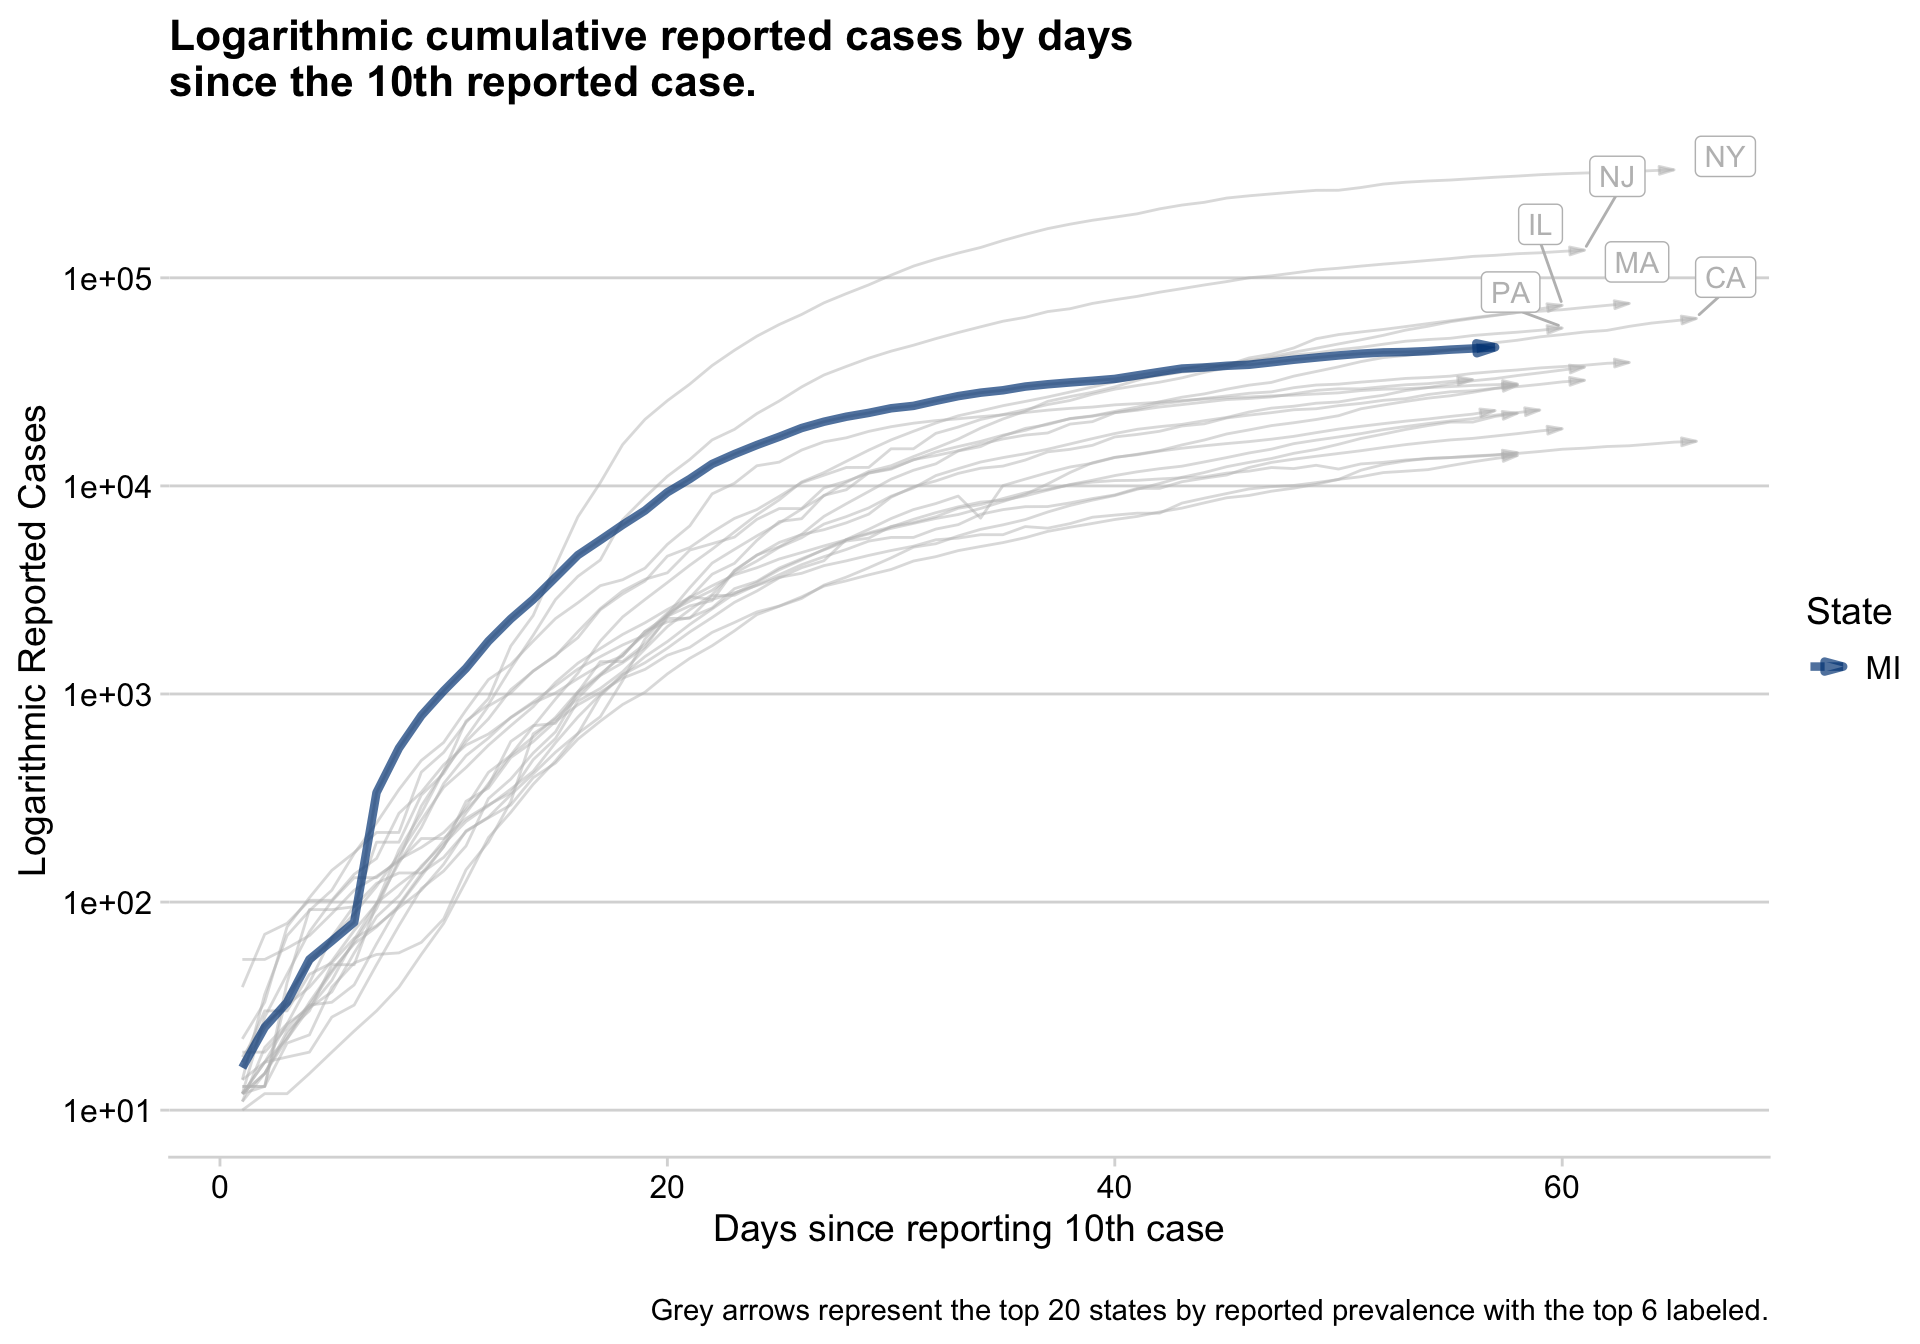 Logarithmic cumulative reported cases by days
since the 10th reported case.
NY
NJ
IL
MA
CA
PA
1e+05
1e+04
1e+03
1e+02
1e+01
Logarithmic Reported Cases
State
MI
0
20
40
60
Days since reporting 10th case
Grey arrows represent the top 20 states by reported prevalence with the top 6 labeled.